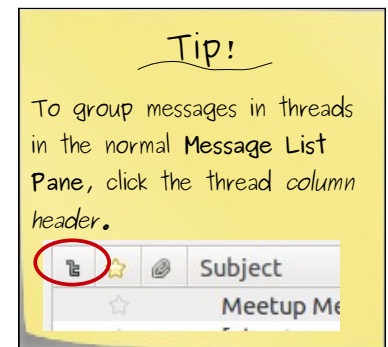 Tip!
To group messages in threads
in the normal Message List
Pane, click the thread column
header.
Subject
Meetup Me